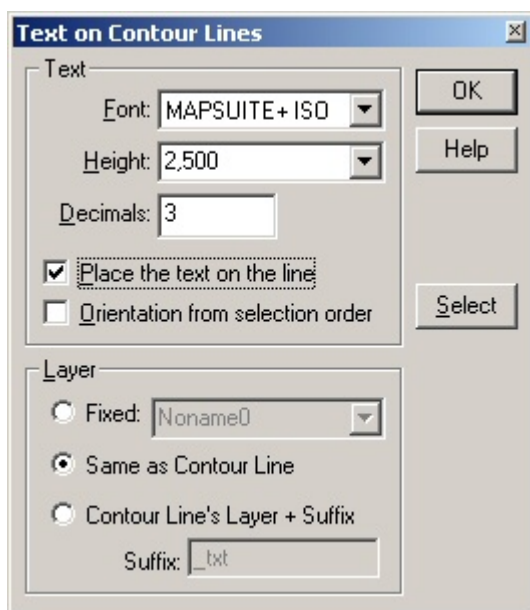 Text on Contour Lines
Text
Font: MAPSUITE+ ISO
Height: 2,500
Decimals: 3
Place the text on the line
Orientation from selection order
OK
Help
Select
Layer
Fixed: Noname0
Same as Contour Line
Contour Line's Layer + Suffix
Suffix: _txt